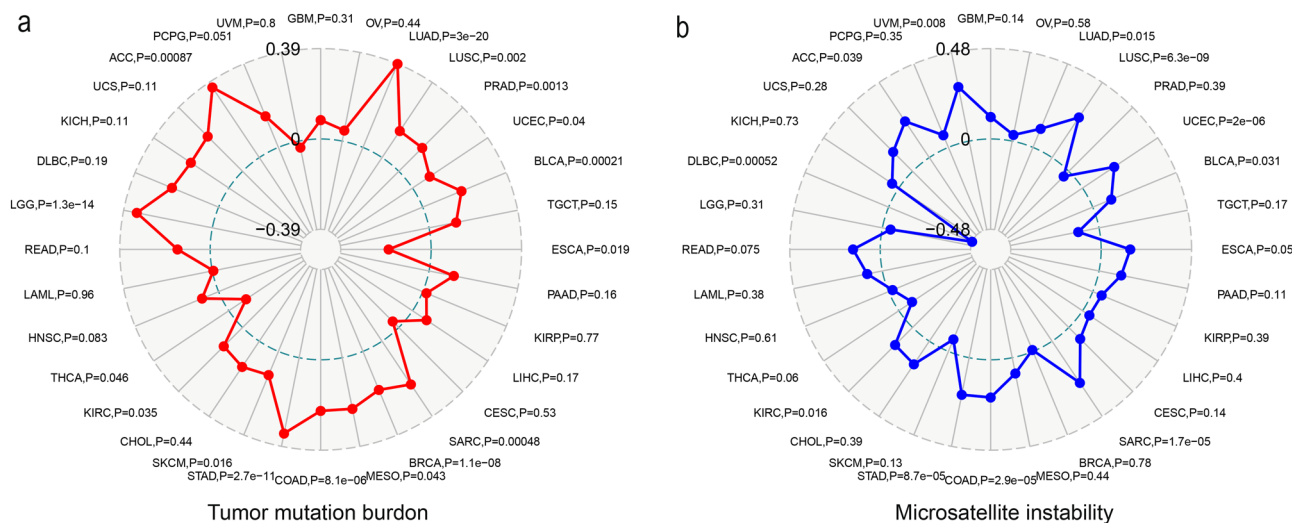 a
GBM,P=0.31
OV,P=0.44
LUAD,P=3e−20
LUSC,P=0.002
PRAD,P=0.0013
UCEC,P=0.04
BLCA,P=0.00021
TGCT,P=0.15
ESCA,P=0.019
PAAD,P=0.16
KIRP,P=0.77
LIHC,P=0.17
CESC,P=0.53
SARC,P=0.00048
BRCA,P=1.1e−08
MESO,P=0.043
COAD,P=8.1e−06
STAD,P=2.7e−11
SKCM,P=0.016
CHOL,P=0.44
KIRC,P=0.035
THCA,P=0.046
HNSC,P=0.083
LAML,P=0.96
READ,P=0.1
LGG,P=1.3e−14
DLBC,P=0.19
KICH,P=0.11
UCS,P=0.11
ACC,P=0.00087
PCPG,P=0.051
UVM,P=0.8
0.39
0
−0.39
Tumor mutation burdon
b
GBM,P=0.14
OV,P=0.58
LUAD,P=0.015
LUSC,P=6.3e−09
PRAD,P=0.39
UCEC,P=2e−06
BLCA,P=0.031
TGCT,P=0.17
ESCA,P=0.05
PAAD,P=0.11
KIRP,P=0.39
LIHC,P=0.4
CESC,P=0.14
SARC,P=1.7e−05
BRCA,P=0.78
MESO,P=0.44
COAD,P=2.9e−05
STAD,P=8.7e−05
SKCM,P=0.13
CHOL,P=0.39
KIRC,P=0.016
THCA,P=0.06
HNSC,P=0.61
LAML,P=0.38
READ,P=0.075
LGG,P=0.31
DLBC,P=0.00052
KICH,P=0.73
UCS,P=0.28
ACC,P=0.039
PCPG,P=0.35
UVM,P=0.008
0.48
0
−0.48
Microsatellite instability